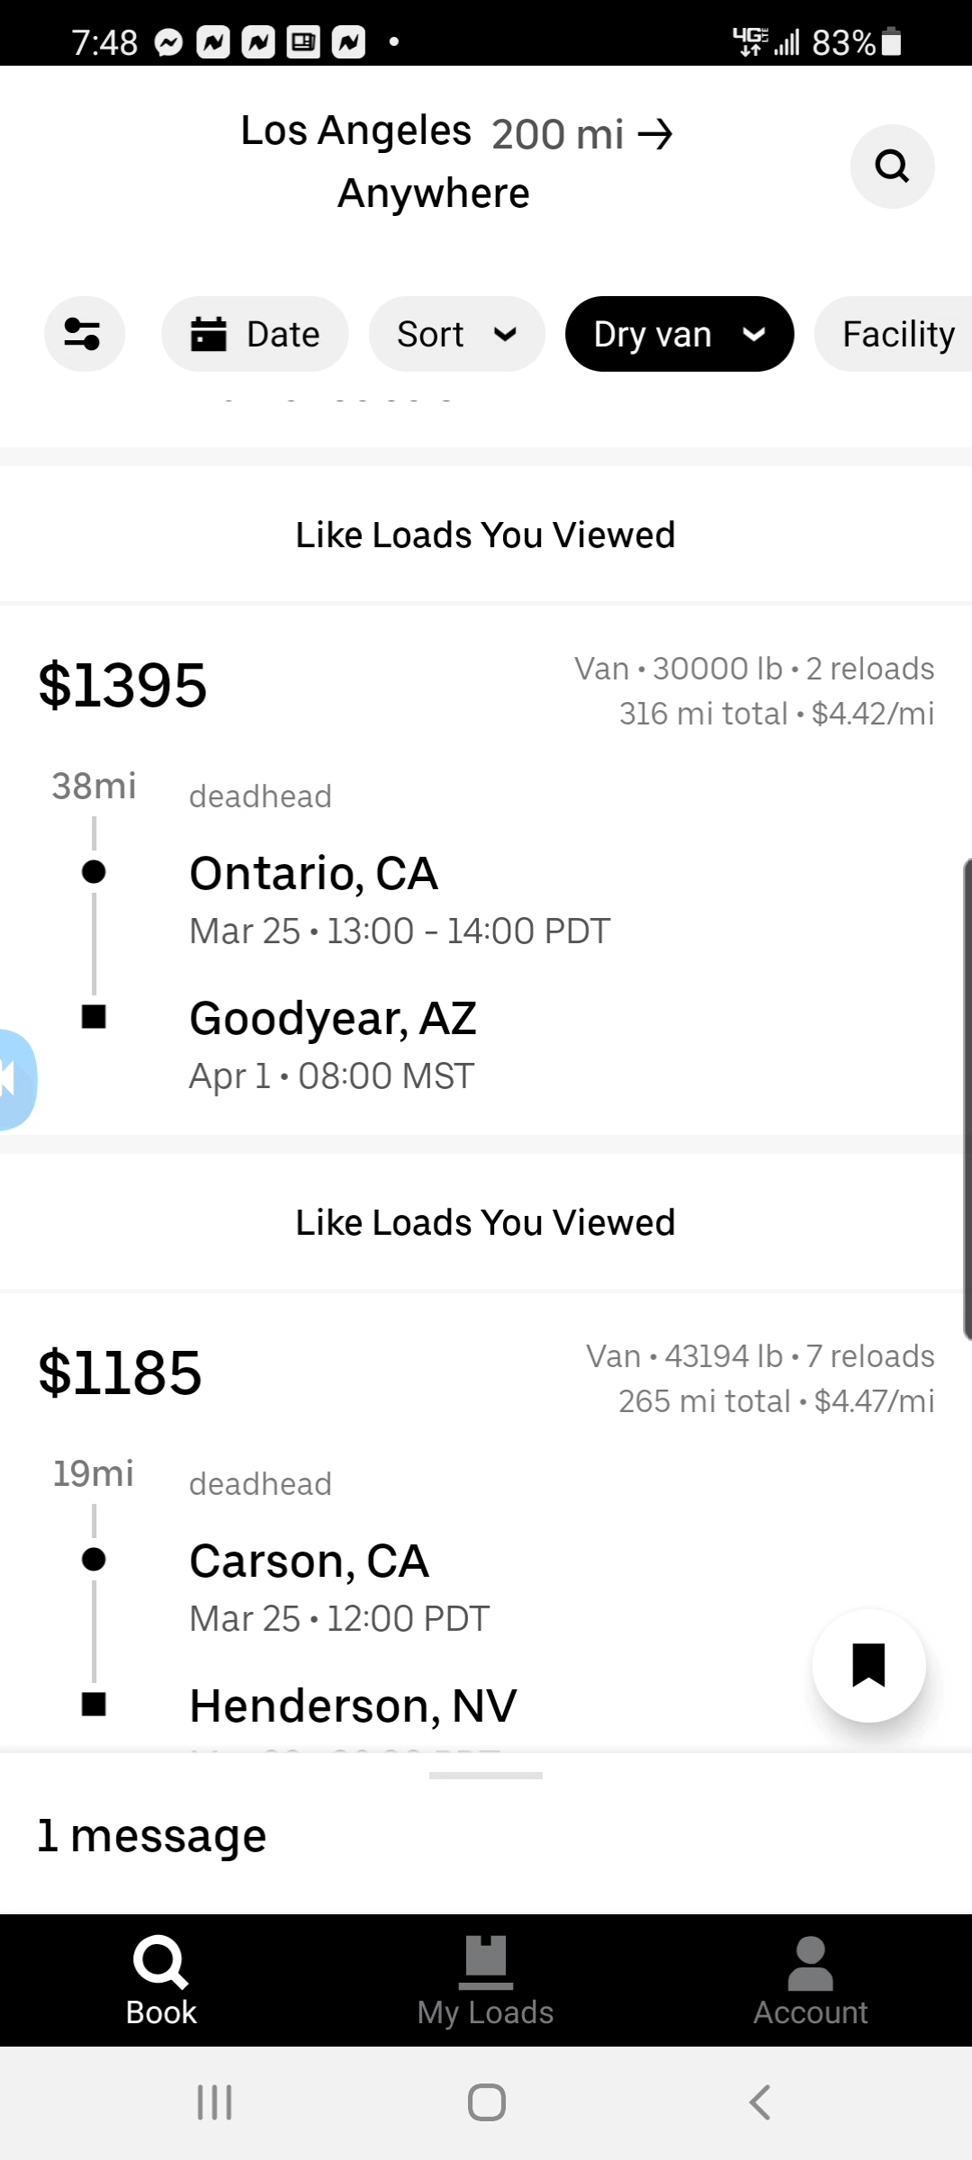 7:48
4G LTE 83%
Los Angeles 200 mi →
Anywhere
Date
Sort
Dry van
Facility
Like Loads You Viewed
$1395
Van • 30000 lb • 2 reloads
316 mi total • $4.42/mi
38mi
deadhead
Ontario, CA
Mar 25 • 13:00 - 14:00 PDT
Goodyear, AZ
Apr 1 • 08:00 MST
Like Loads You Viewed
$1185
Van • 43194 lb • 7 reloads
265 mi total • $4.47/mi
19mi
deadhead
Carson, CA
Mar 25 • 12:00 PDT
Henderson, NV
1 message
Book
My Loads
Account